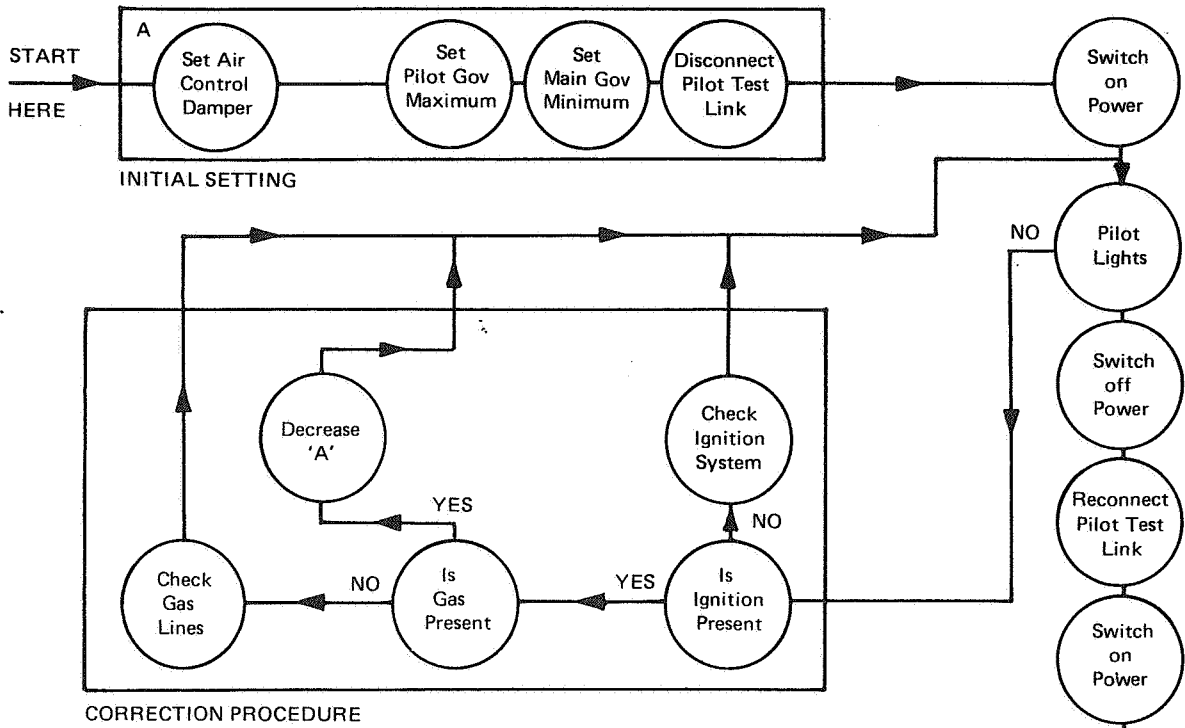 A
START
HERE
Set Air
Control
Damper
Set
Pilot Gov
Maximum
Set
Main Gov
Minimum
Disconnect
Pilot Test
Link
Switch
on
Power
INITIAL SETTING
NO
Pilot
Lights
Switch
off
Power
Decrease
'A'
Check
Ignition
System
YES
NO
Reconnect
Pilot Test
Link
Check
Gas
Lines
NO
Is
Gas
Present
YES
Is
Ignition
Present
Switch
on
Power
CORRECTION PROCEDURE